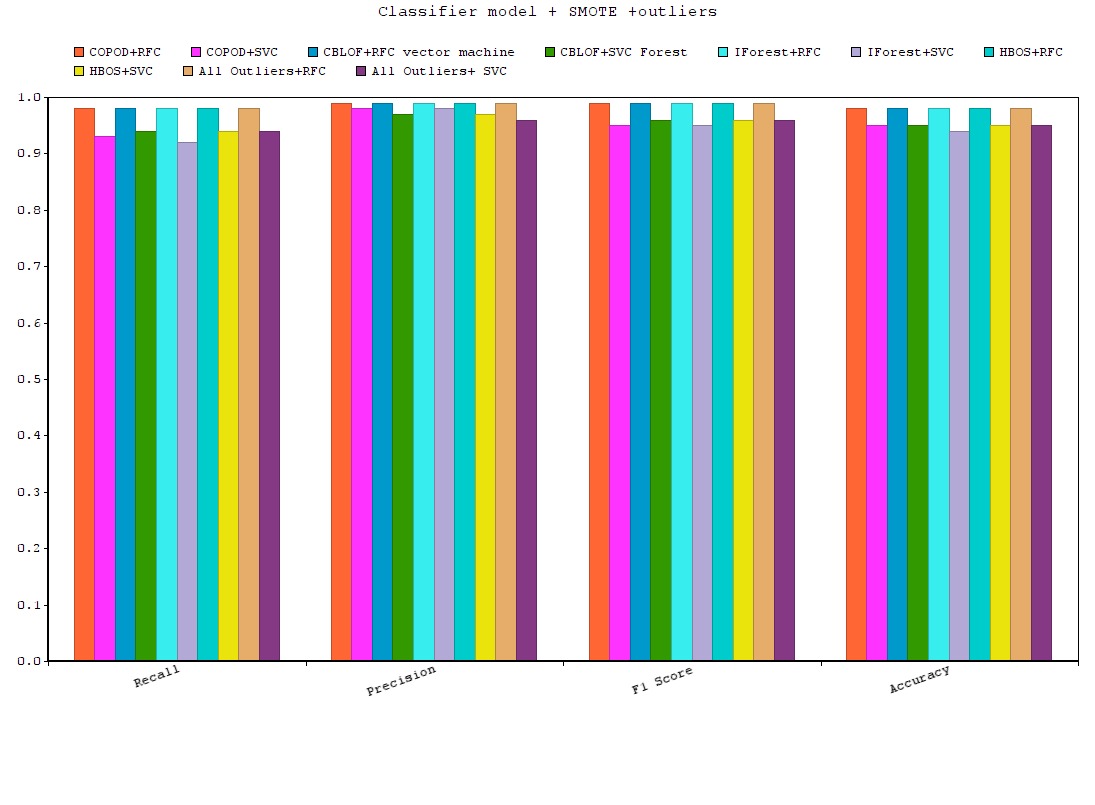 Classifier model + SMOTE +outliers
COPOD+RFC COPOD+SVC CBLOF+RFC vector machine CBLOF+SVC Forest IForest+RFC IForest+SVC HBOS+RFC
HBOS+SVC All Outliers+RFC All Outliers+ SVC
1.0
0.9
0.8
0.7
0.6
0.5
0.4
0.3
0.2
0.1
0.0
Recall Precision F1 Score Accuracy